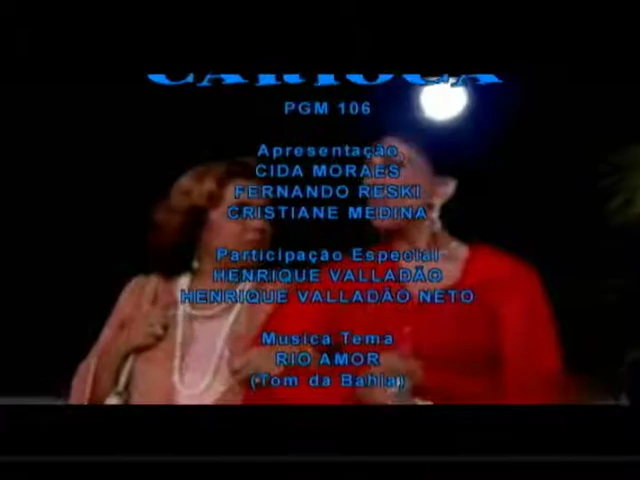 CARIOCA
PGM 106
Apresentação
CIDA MORAES
FERNANDO RESKI
CRISTIANE MEDINA
Participação Especial
HENRIQUE VALLADÃO
HENRIQUE VALLADÃO NETO
Musica Tema
RIO AMOR
(Tom da Bahia)